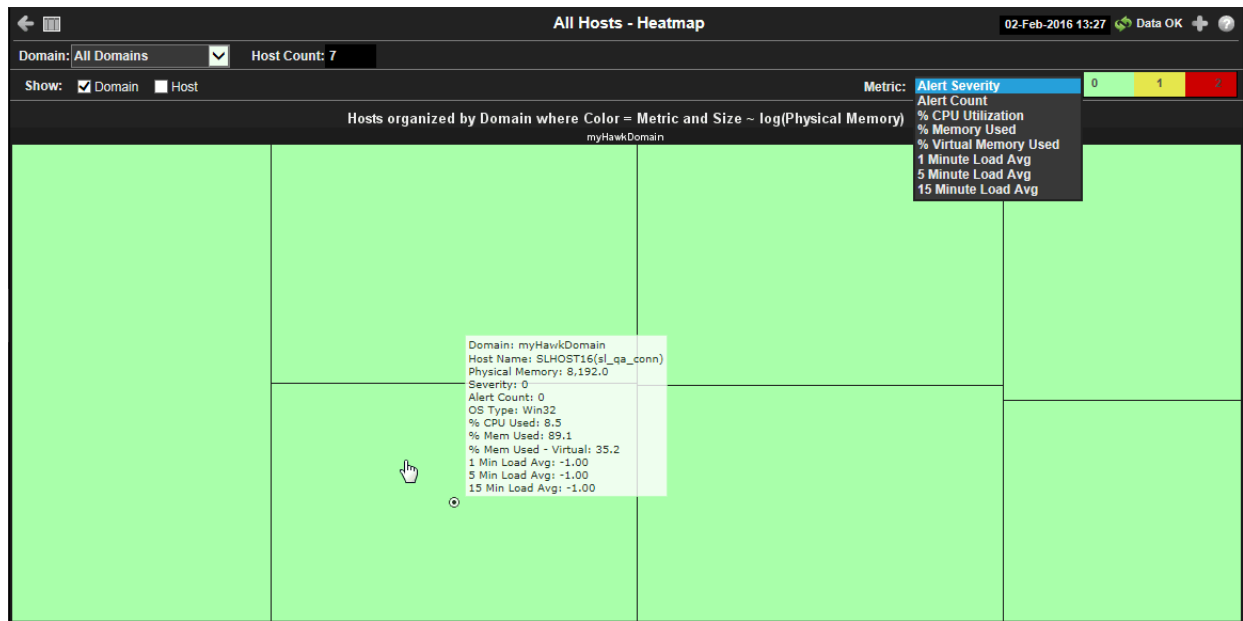 All Hosts - Heatmap
02-Feb-2016 13:27 Data OK
Domain: All Domains Host Count: 7
Show: Domain Host Metric: Alert Severity 0 1 2
Alert Count
% CPU Utilization
% Memory Used
% Virtual Memory Used
1 Minute Load Avg
5 Minute Load Avg
15 Minute Load Avg
Hosts organized by Domain where Color = Metric and Size ~ log(Physical Memory)
myHawkDomain
Domain: myHawkDomain
Host Name: SLHOST16(sl_qa_conn)
Physical Memory: 8,192.0
Severity: 0
Alert Count: 0
OS Type: Win32
% CPU Used: 8.5
% Mem Used: 89.1
% Mem Used - Virtual: 35.2
1 Min Load Avg: -1.00
5 Min Load Avg: -1.00
15 Min Load Avg: -1.00